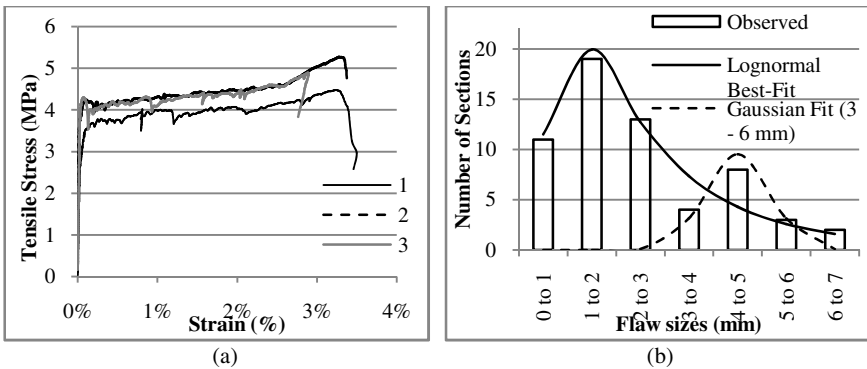 6
5
4
3
2
1
0
Tensile Stress (MPa)
1
2
3
0% 1% 2% 3% 4%
Strain (%)
(a)
20
15
10
5
0
Number of Sections
Observed
Lognormal
Best-Fit
Gaussian Fit (3
- 6 mm)
0 to 1
1 to 2
2 to 3
3 to 4
4 to 5
5 to 6
6 to 7
Flaw sizes (mm)
(b)